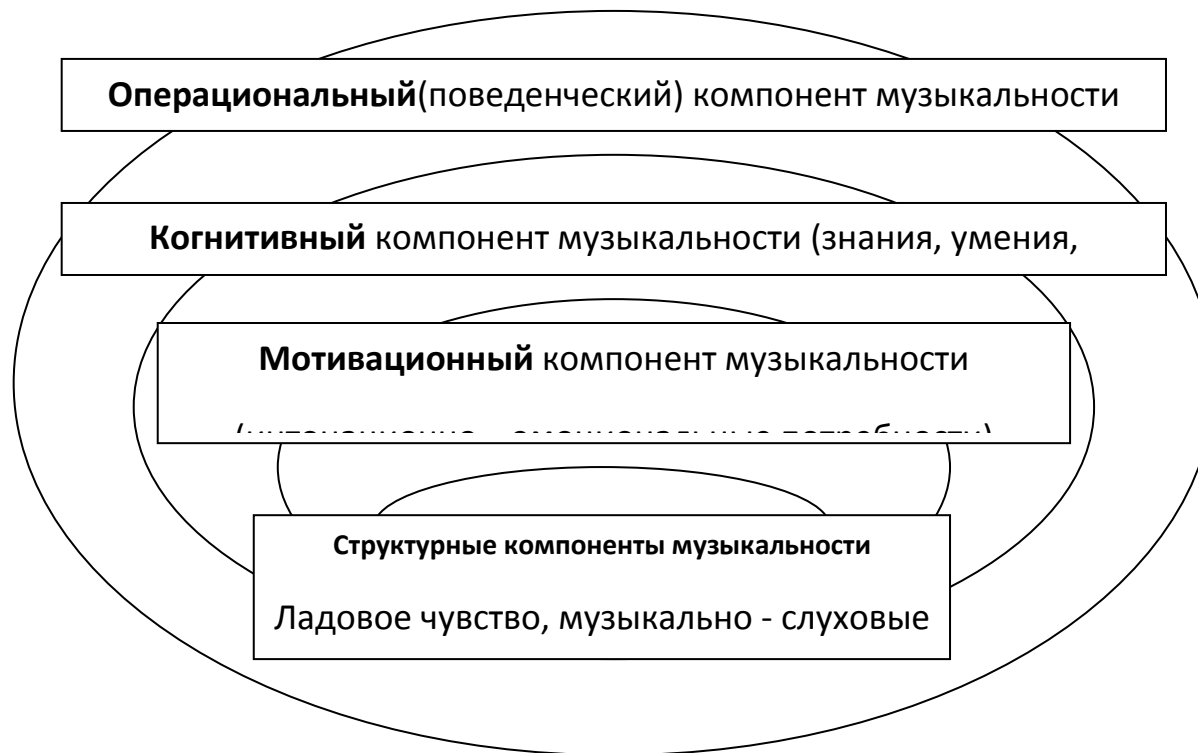 Операциональный(поведенческий) компонент музыкальности
Когнитивный компонент музыкальности (знания, умения,
Мотивационный компонент музыкальности
Структурные компоненты музыкальности
Ладовое чувство, музыкально - слуховые